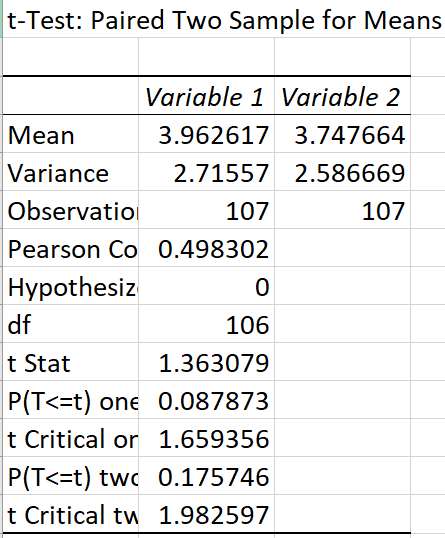 t-Test: Paired Two Sample for Means
Variable 1 Variable 2
Mean 3.962617 3.747664
Variance 2.71557 2.586669
Observatio 107 107
Pearson Co 0.498302
Hypothesiz 0
df 106
t Stat 1.363079
P(T<=t) one 0.087873
t Critical or 1.659356
P(T<=t) two 0.175746
t Critical tw 1.982597